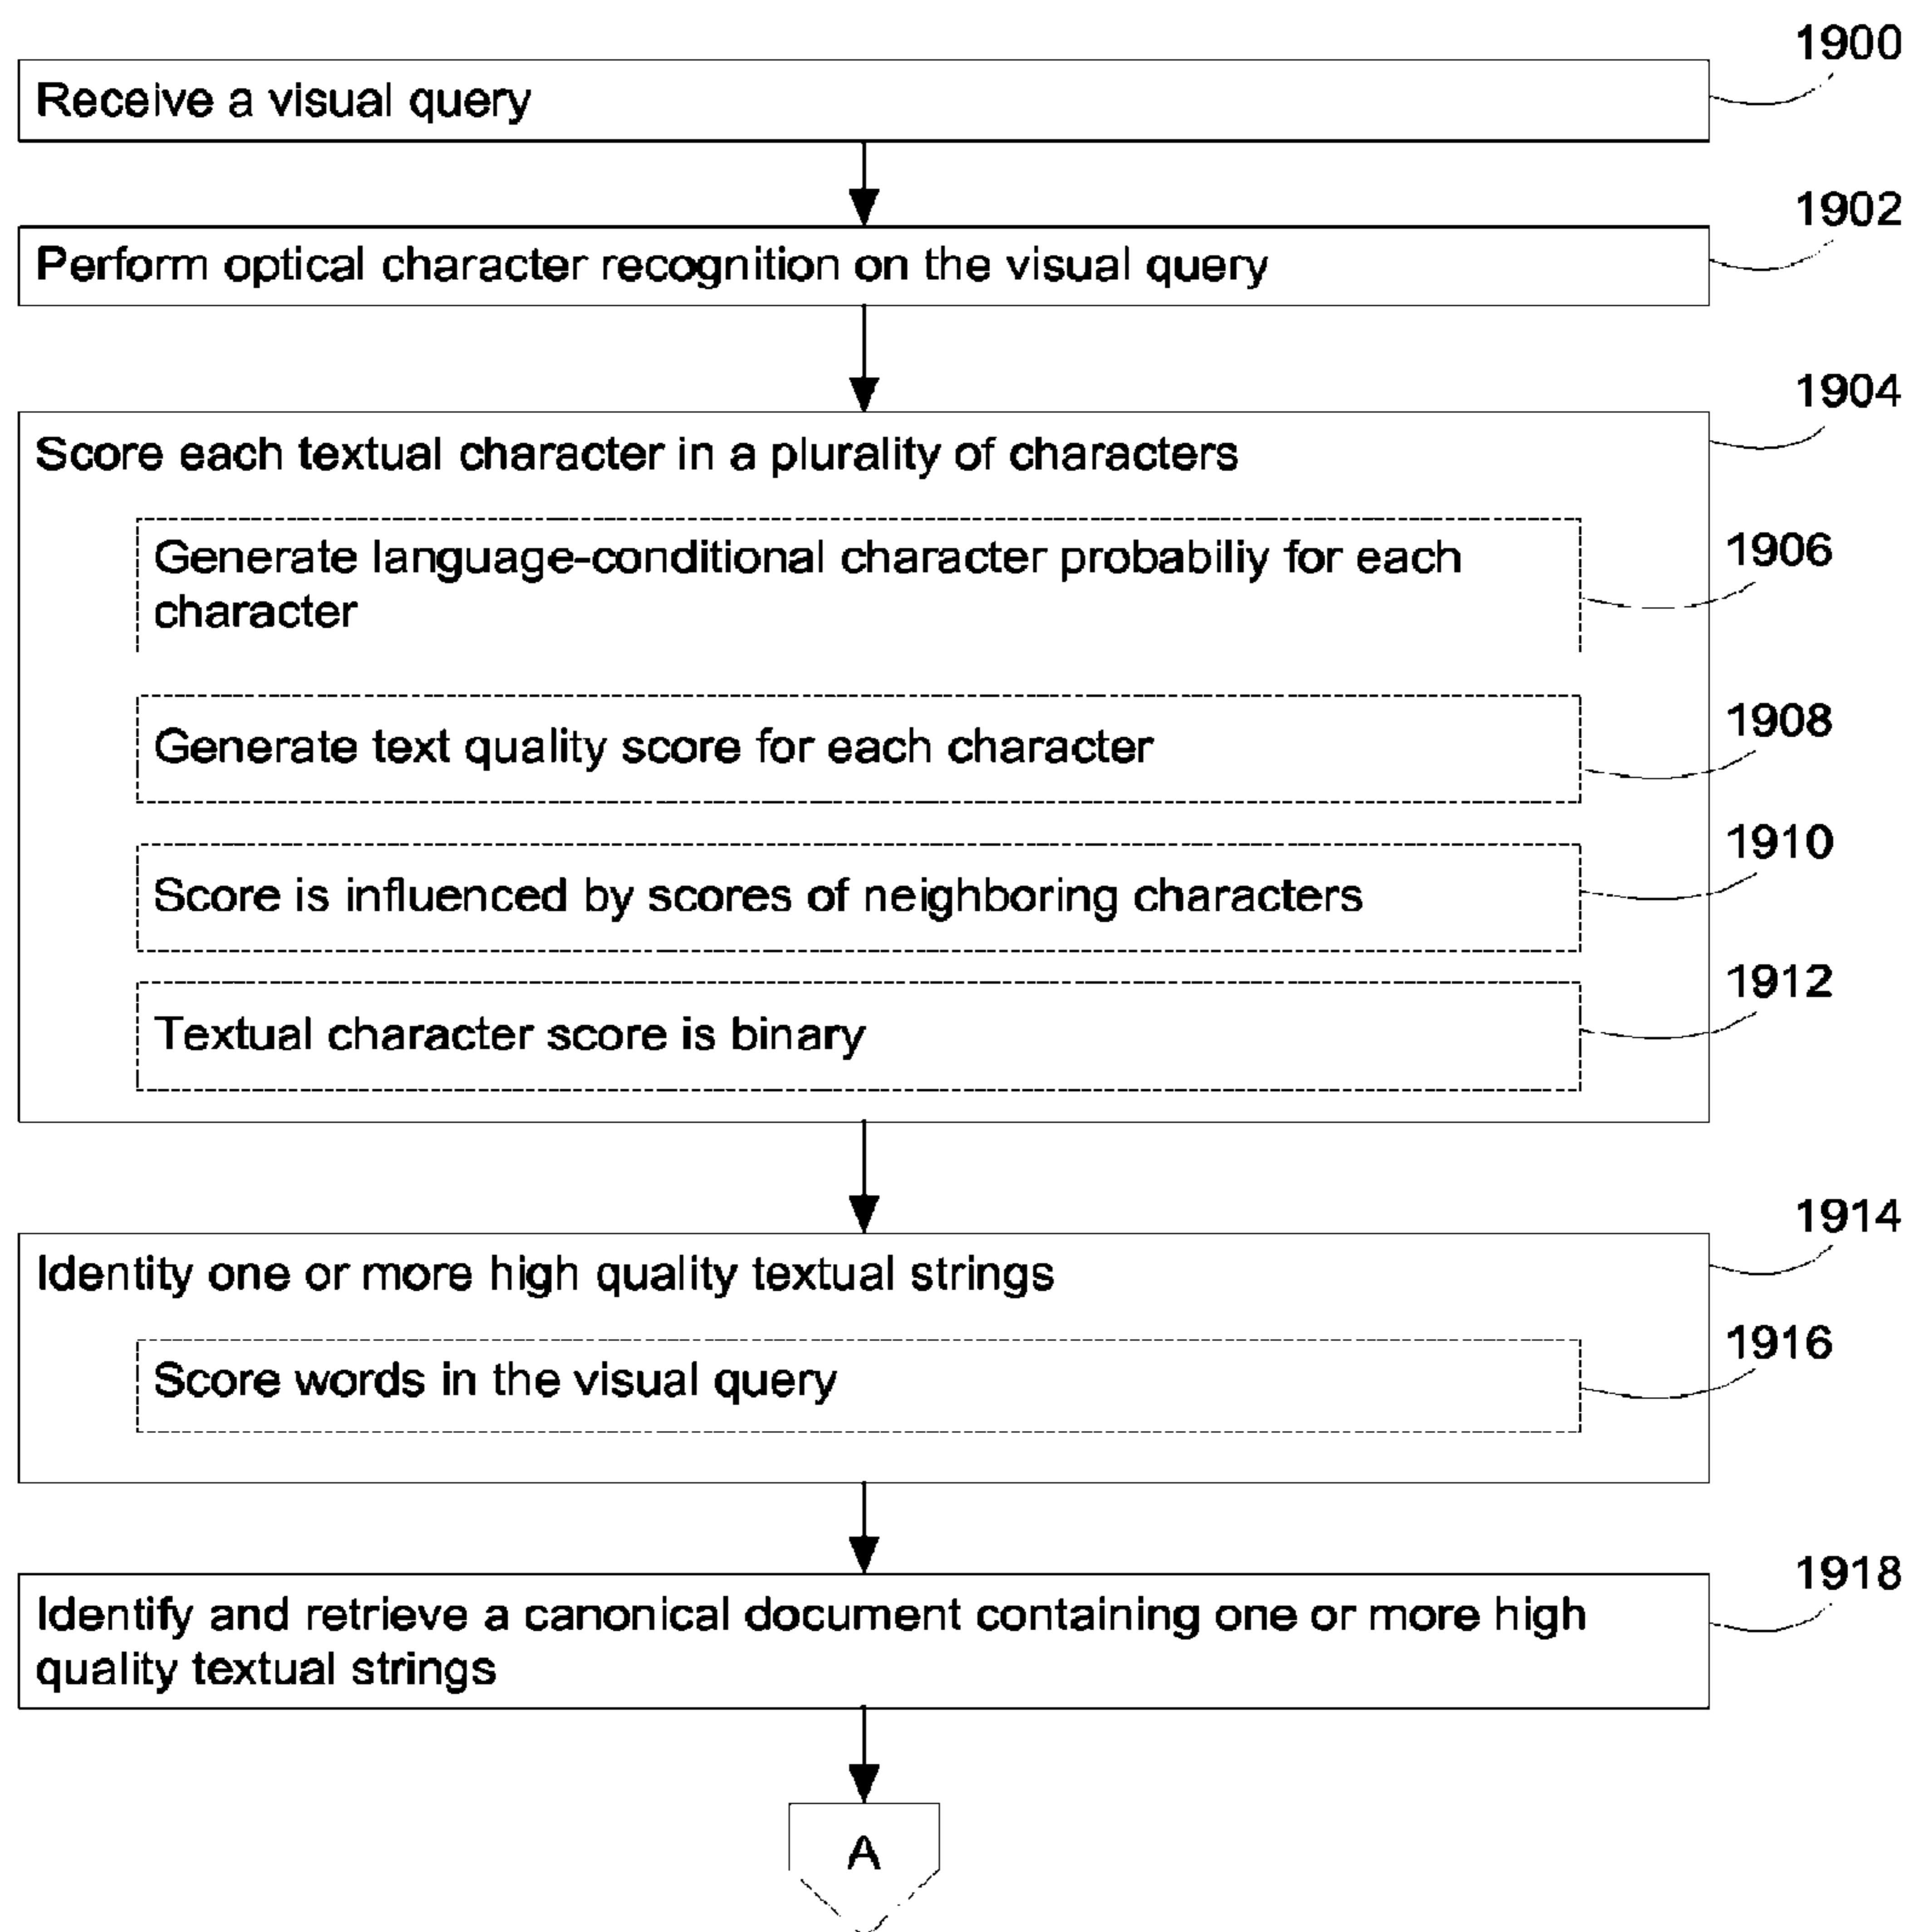 1900
Receive a visual query
1902
Perform optical character recognition on the visual query
1904
Score each textual character in a plurality of characters
1906
Generate language-conditional character probabiliy for each
character
1908
Generate text quality score for each character
1910
Score is influenced by scores of neighboring characters
1912
Textual character score is binary
1914
Identity one or more high quality textual strings
1916
Score words in the visual query
1918
Identify and retrieve a canonical document containing one or more high
quality textual strings
A